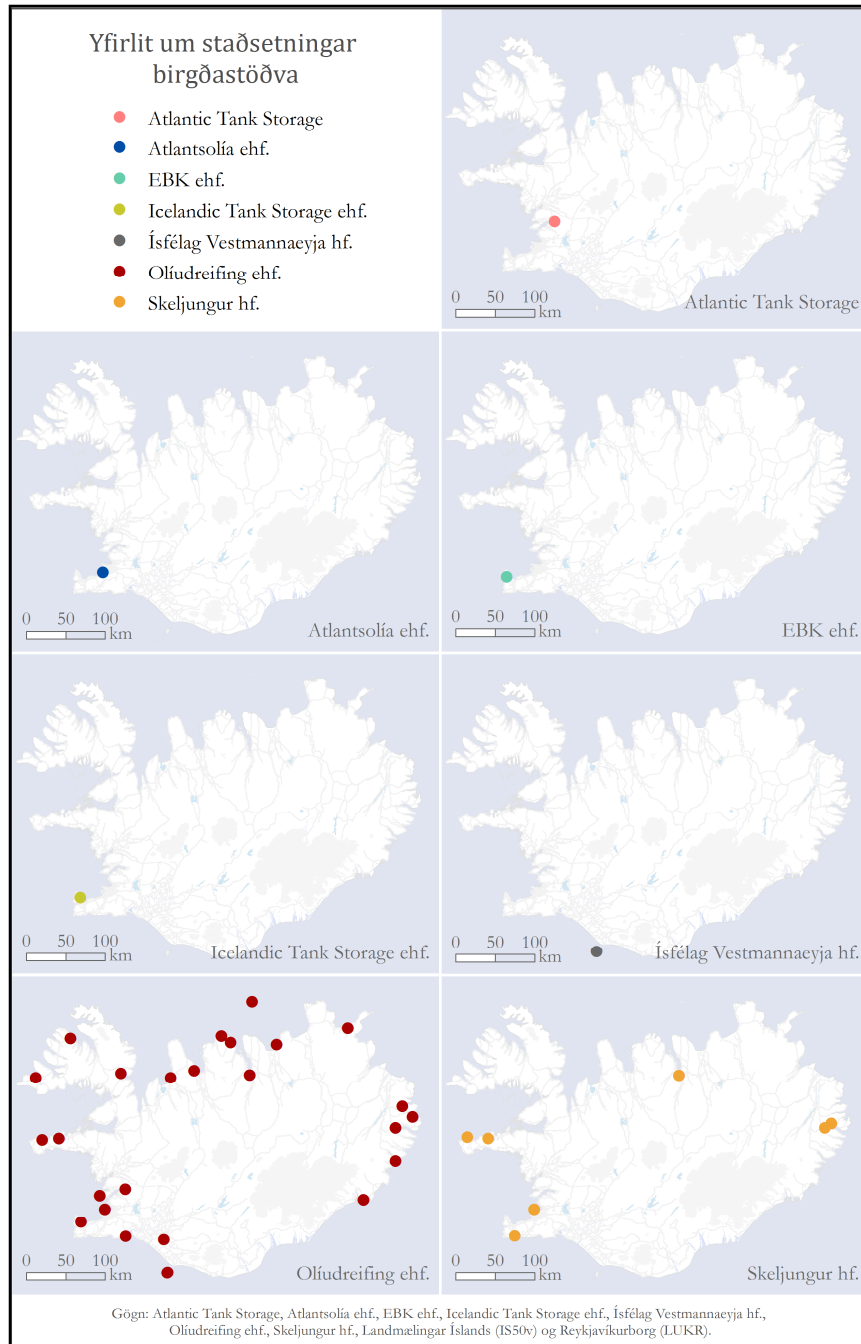 Yfirlit um staðsetningar
birgðastöðva
Atlantic Tank Storage
Atlantsolía ehf.
EBK ehf.
Icelandic Tank Storage ehf.
Ísfélag Vestmannaeyja hf.
Olíudreifing ehf.
Skeljungur hf.
0 50 100
km
Atlantic Tank Storage
0 50 100
km
Atlantsolía ehf.
0 50 100
km
EBK ehf.
0 50 100
km
Icelandic Tank Storage ehf.
0 50 100
km
Ísfélag Vestmannaeyja hf.
0 50 100
km
Olíudreifing ehf.
0 50 100
km
Skeljungur hf.
Gögn: Atlantic Tank Storage, Atlantsolía ehf., EBK ehf., Icelandic Tank Storage ehf., Ísfélag Vestmannaeyja hf.,
Olíudreifing ehf., Skeljungur hf., Landmælingar Íslands (IS50v) og Reykjavíkurborg (LUKR).